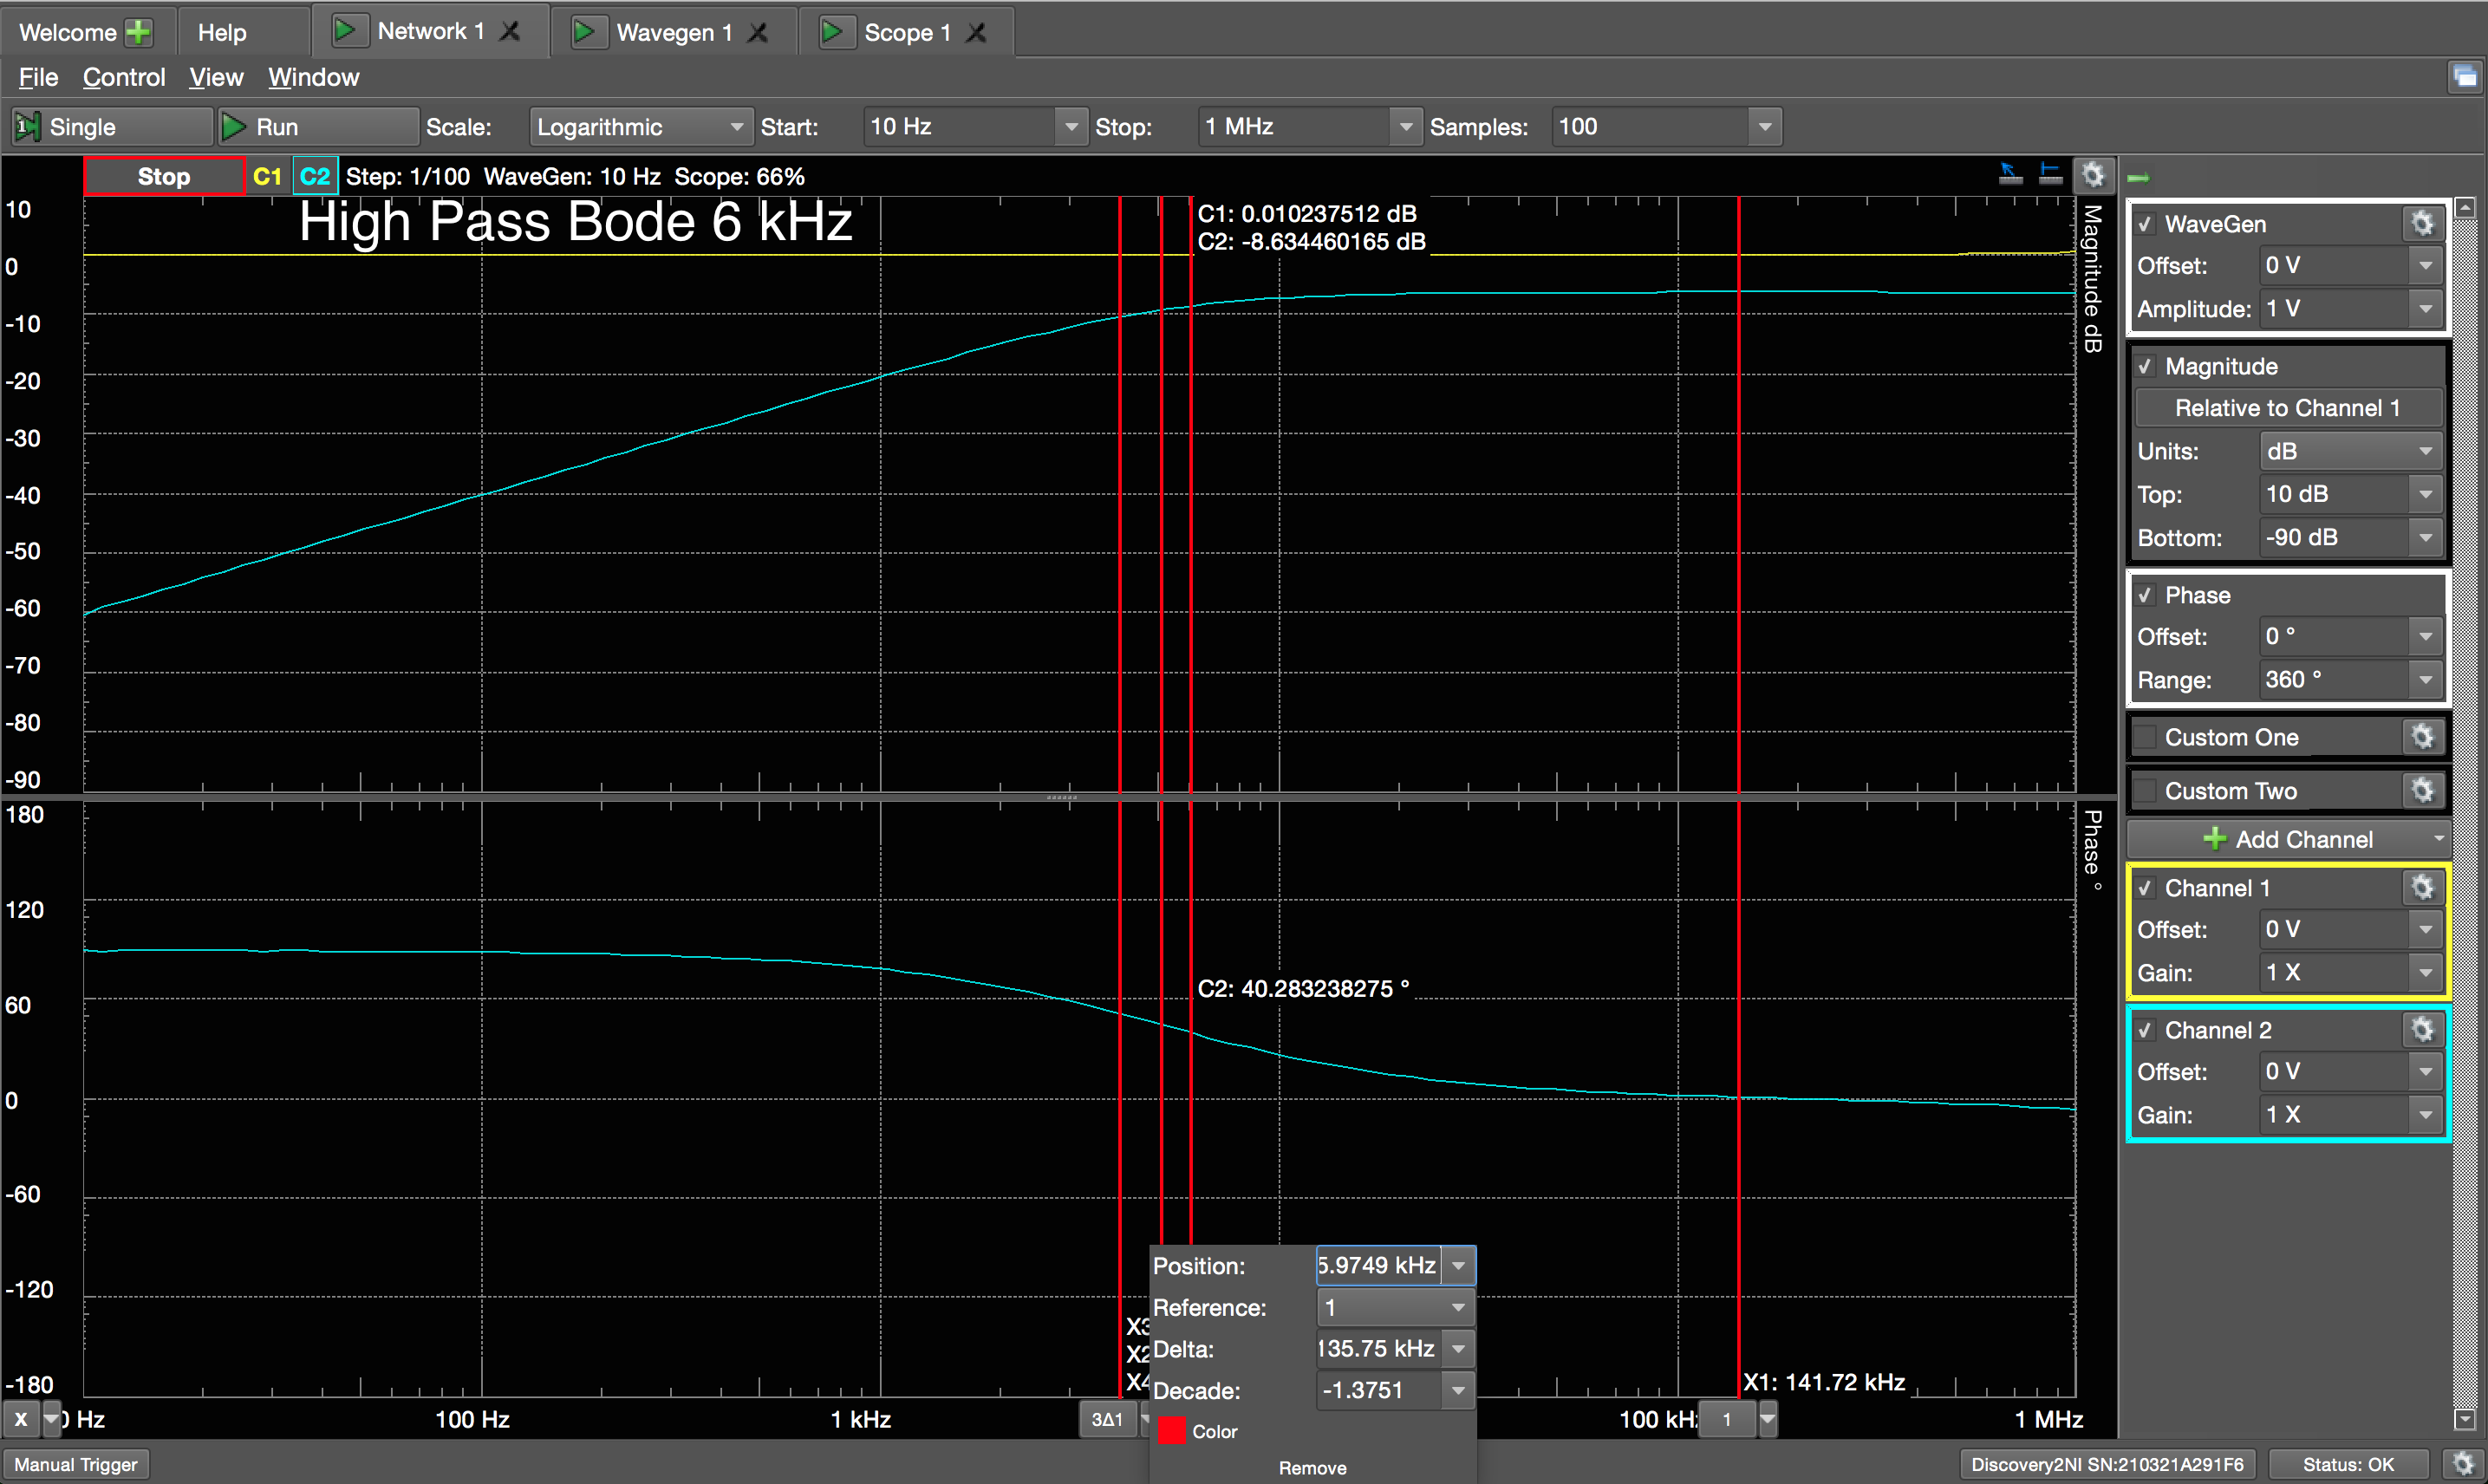 Welcome Help Network 1 Wavegen 1 Scope 1
File Control View Window
Single Run Scale: Logarithmic Start: 10 Hz Stop: 1 MHz Samples: 100
Stop C1 C2 Step: 1/100 WaveGen: 10 Hz Scope: 66%
High Pass Bode 6 kHz
C1: 0.010237512 dB
C2: -8.634460165 dB
10
0
-10
-20
-30
-40
-50
-60
-70
-80
-90
Magnitude dB
180
120
60
0
-60
-120
-180
Phase °
C2: 40.283238275 °
Position: 5.9749 kHz
Reference: 1
Delta: 135.75 kHz
Decade: -1.3751
Color
Remove
X3
X2
X4
X1: 141.72 kHz
X 0 Hz 100 Hz 1 kHz 3Δ1 100 kHz 1 1 MHz
WaveGen
Offset: 0 V
Amplitude: 1 V
Magnitude
Relative to Channel 1
Units: dB
Top: 10 dB
Bottom: -90 dB
Phase
Offset: 0 °
Range: 360 °
Custom One
Custom Two
Add Channel
Channel 1
Offset: 0 V
Gain: 1 X
Channel 2
Offset: 0 V
Gain: 1 X
Manual Trigger Discovery2NI SN:210321A291F6 Status: OK